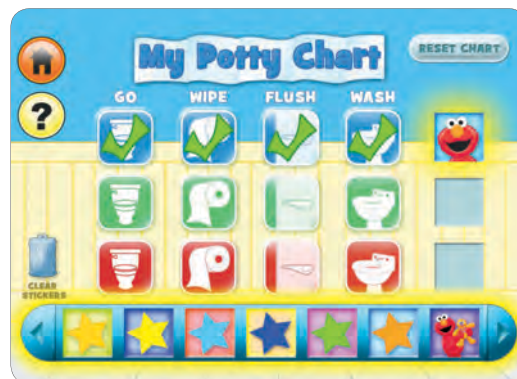 My Potty Chart
RESET CHART
GO WIPE FLUSH WASH
?
CLEAR
STICKERS